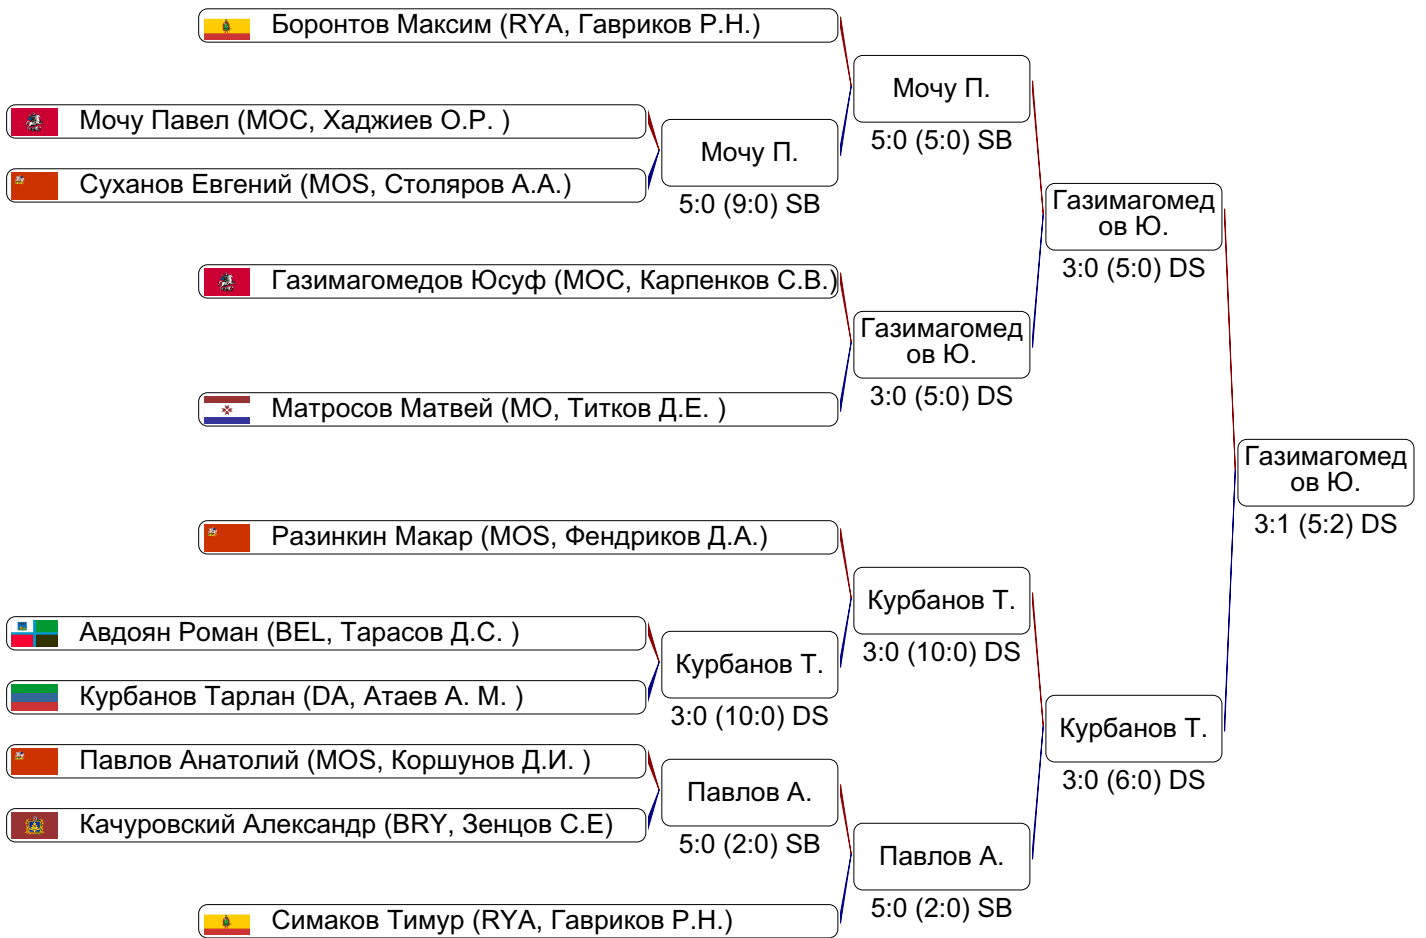 Боронтов Максим (RYA, Гавриков Р.Н.)
Мочу П.
5:0 (5:0) SB
Мочу Павел (МОС, Хаджиев О.Р. )
Мочу П.
5:0 (9:0) SB
Суханов Евгений (MOS, Столяров А.А.)
Газимагомед
ов Ю.
3:0 (5:0) DS
Газимагомедов Юсуф (МОС, Карпенков С.В.)
Газимагомед
ов Ю.
3:0 (5:0) DS
Матросов Матвей (МО, Титков Д.Е. )
Газимагомед
ов Ю.
3:1 (5:2) DS
Разинкин Макар (MOS, Фендриков Д.А.)
Курбанов Т.
3:0 (10:0) DS
Авдоян Роман (BEL, Тарасов Д.С. )
Курбанов Т.
3:0 (10:0) DS
Курбанов Тарлан (DA, Атаев А. М. )
Курбанов Т.
3:0 (6:0) DS
Павлов Анатолий (MOS, Коршунов Д.И. )
Павлов А.
5:0 (2:0) SB
Качуровский Александр (BRY, Зенцов С.Е)
Павлов А.
5:0 (2:0) SB
Симаков Тимур (RYA, Гавриков Р.Н.)